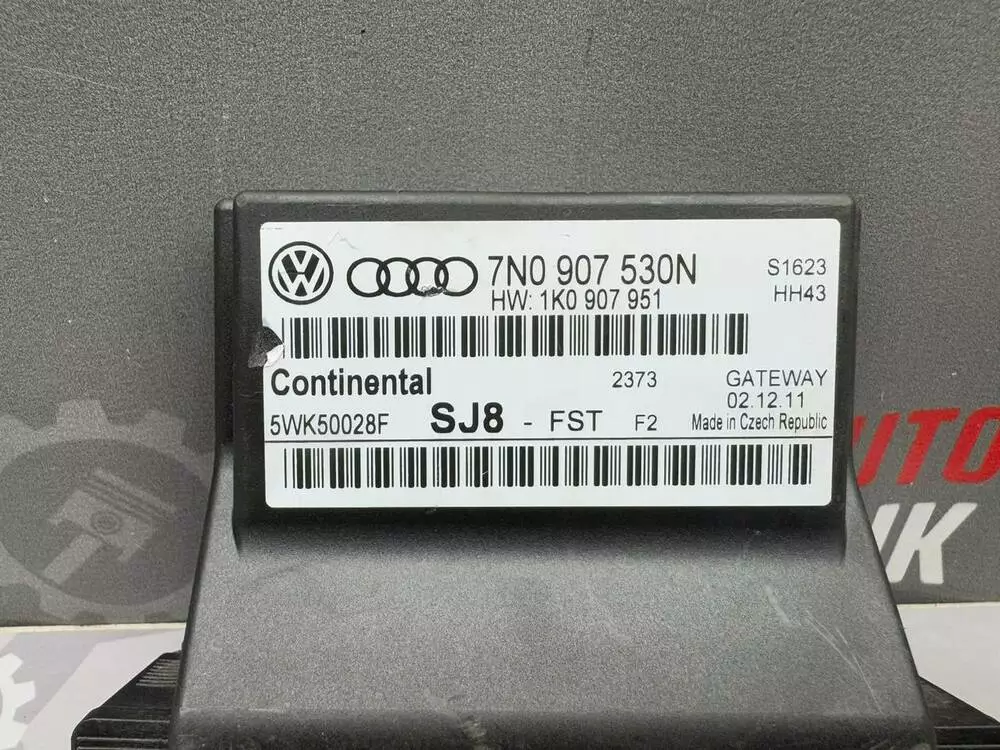 7N0 907 530N
S1623
HW: 1K0 907 951
HH43
Continental
2373
GATEWAY
02.12.11
5WK50028F
SJ8 - FST
F2
Made in Czech Republic